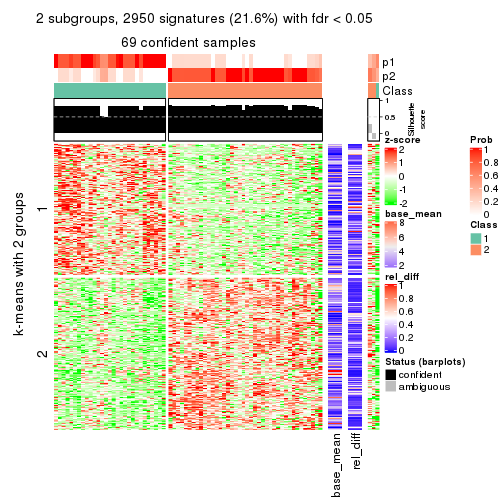 2 subgroups, 2950 signatures (21.6%) with fdr < 0.05
69 confident samples
p1
p2
Class
1
0.5
0
Silhouette
score
k-means with 2 groups
1
2
base_mean
rel_diff
z-score
2
1
0
-1
-2
base_mean
8
6
4
2
rel_diff
1
0.8
0.6
0.4
0.2
0
Status (barplots)
confident
ambiguous
Prob
1
0.8
0.6
0.4
0.2
0
Class
1
2